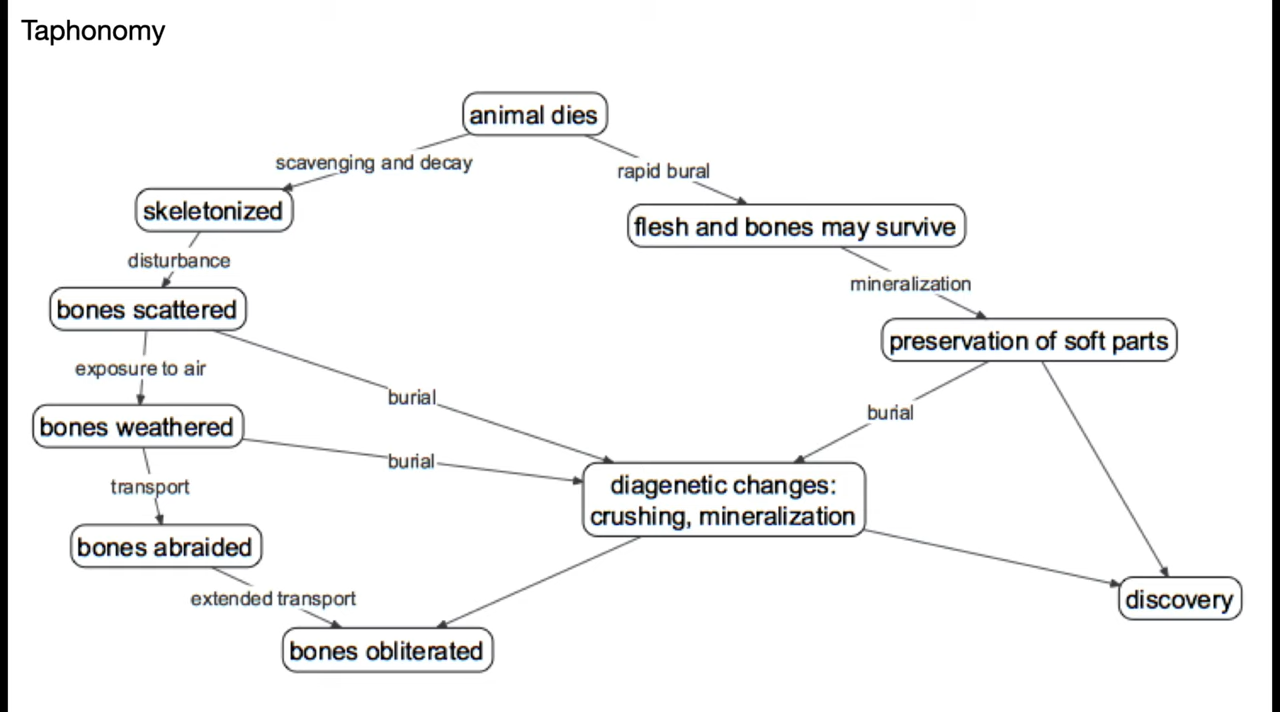 Taphonomy
animal dies
scavenging and decay
rapid bural
skeletonized
flesh and bones may survive
disturbance
mineralization
bones scattered
preservation of soft parts
exposure to air
burial
burial
bones weathered
burial
transport
diagenetic changes:
crushing, mineralization
bones abraided
extended transport
discovery
bones obliterated